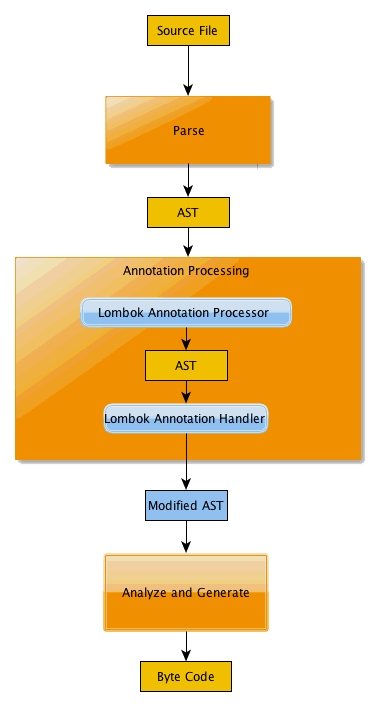 Source File
Parse
AST
Annotation Processing
Lombok Annotation Processor
AST
Lombok Annotation Handler
Modified AST
Analyze and Generate
Byte Code